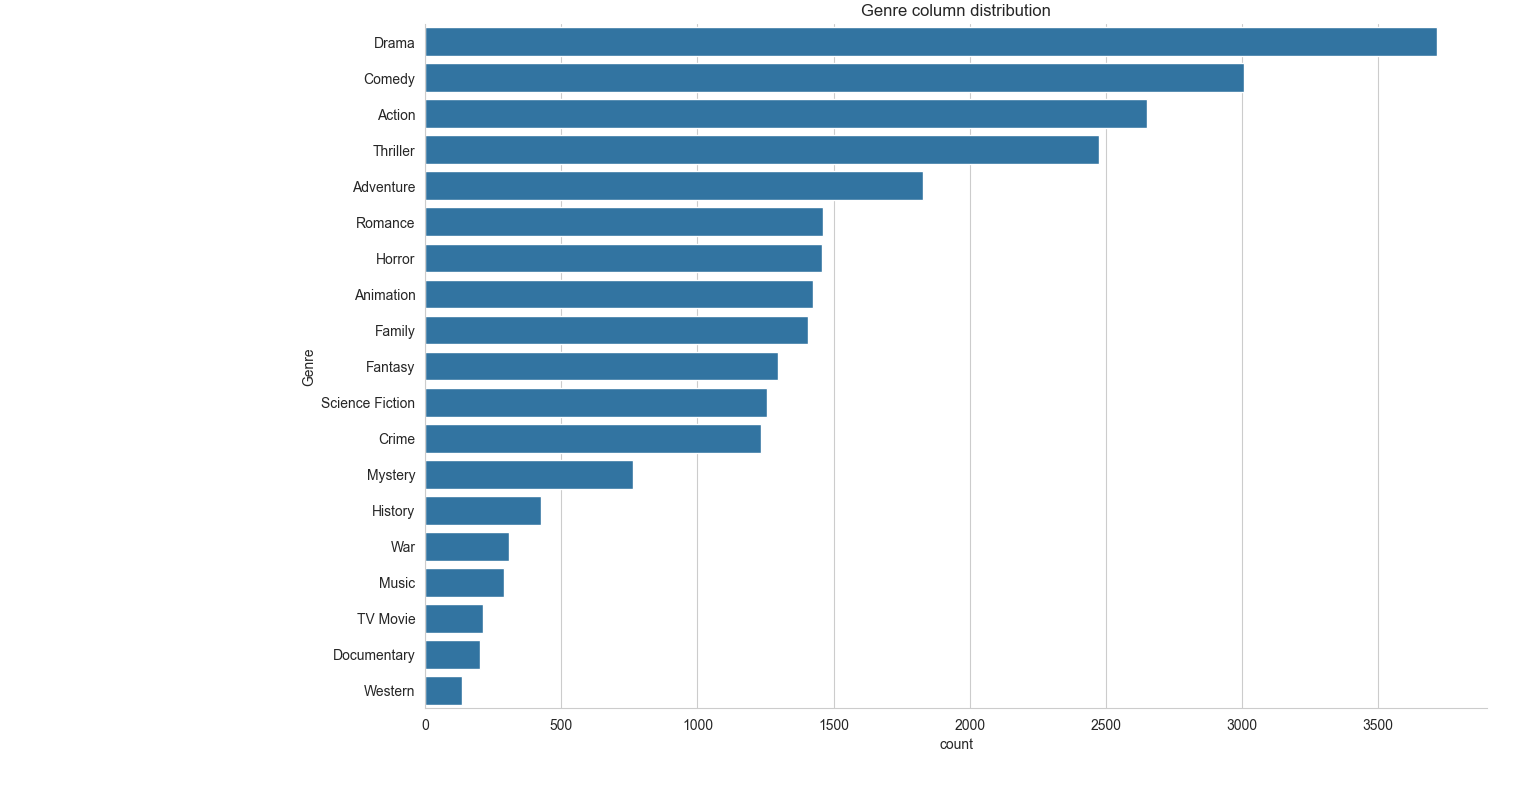 Genre column distribution
Genre
Drama
Comedy
Action
Thriller
Adventure
Romance
Horror
Animation
Family
Fantasy
Science Fiction
Crime
Mystery
History
War
Music
TV Movie
Documentary
Western
0 500 1000 1500 2000 2500 3000 3500
count